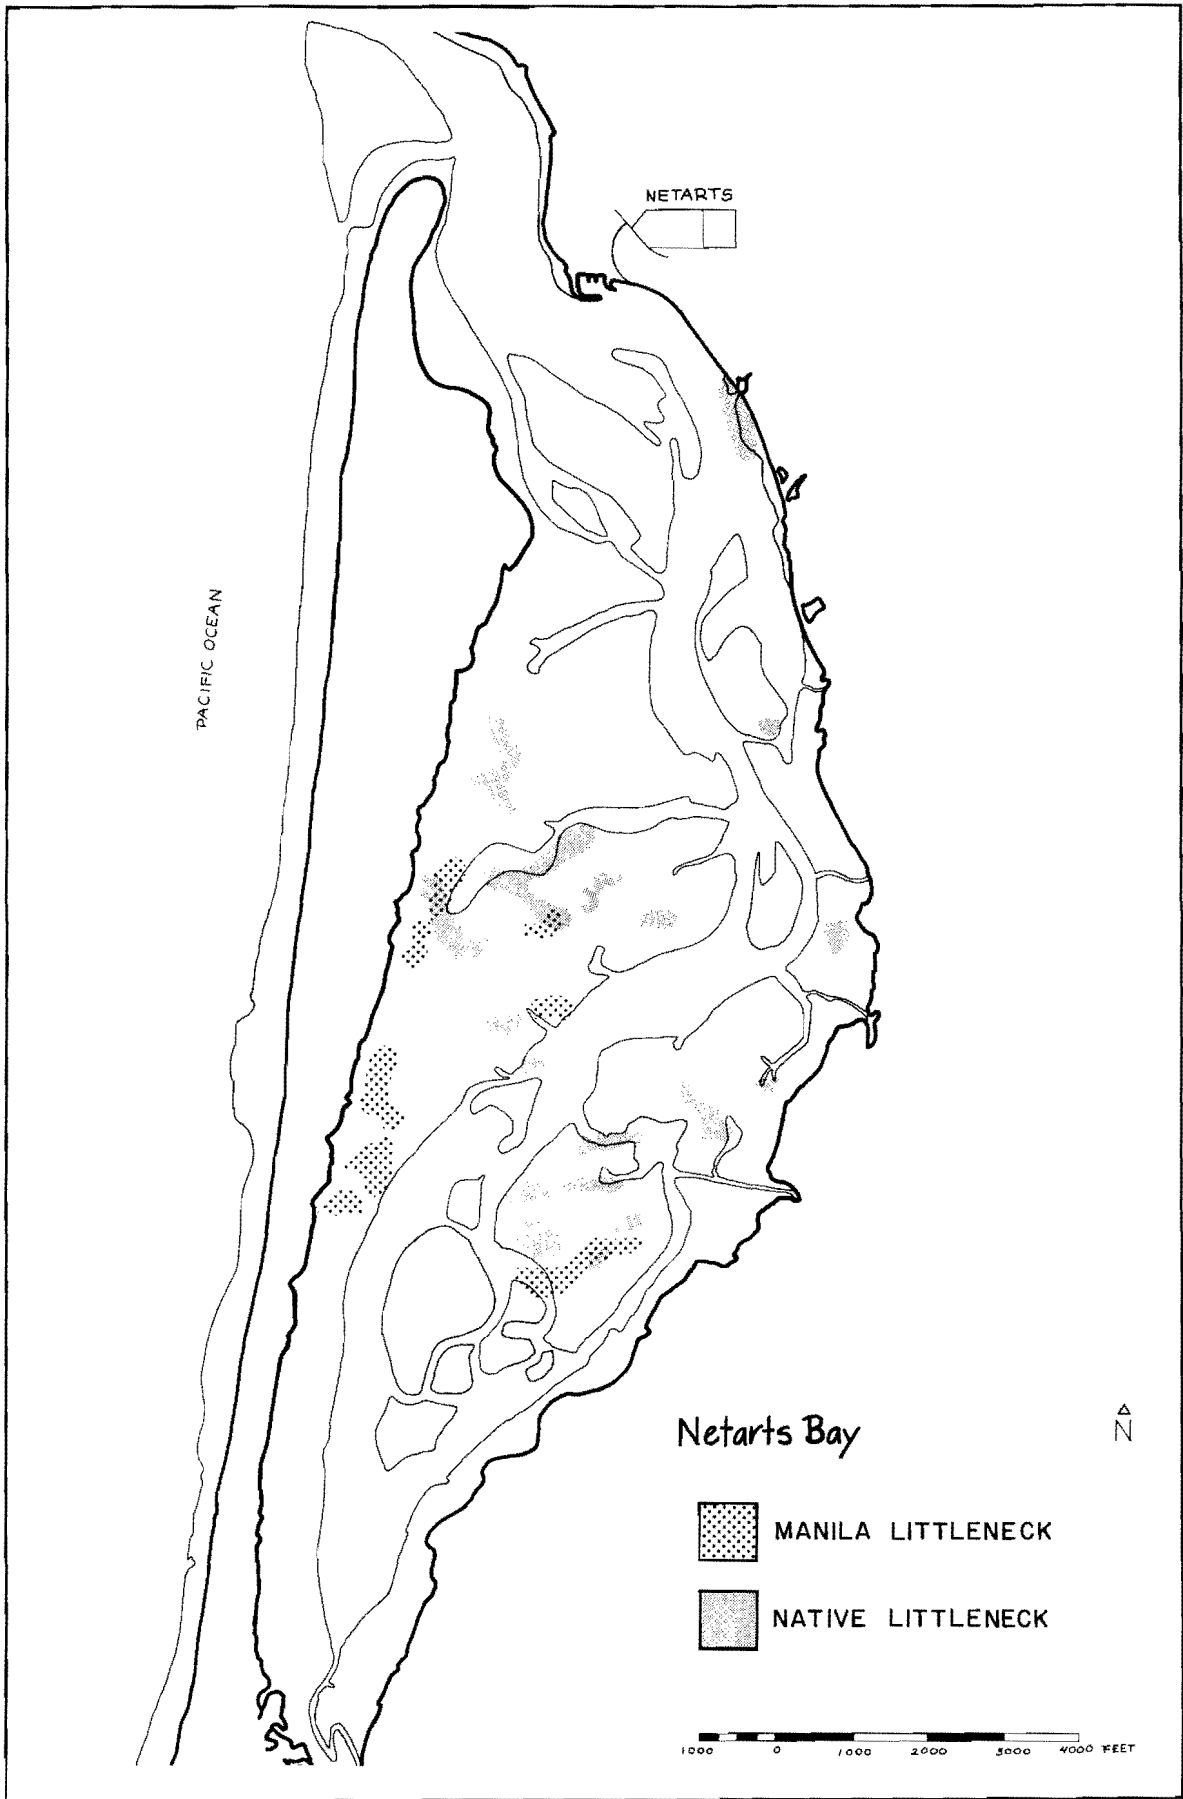 NETARTS
PACIFIC OCEAN
Netarts Bay
N
MANILA LITTLENECK
NATIVE LITTLENECK
1000 0 1000 2000 3000 4000 FEET